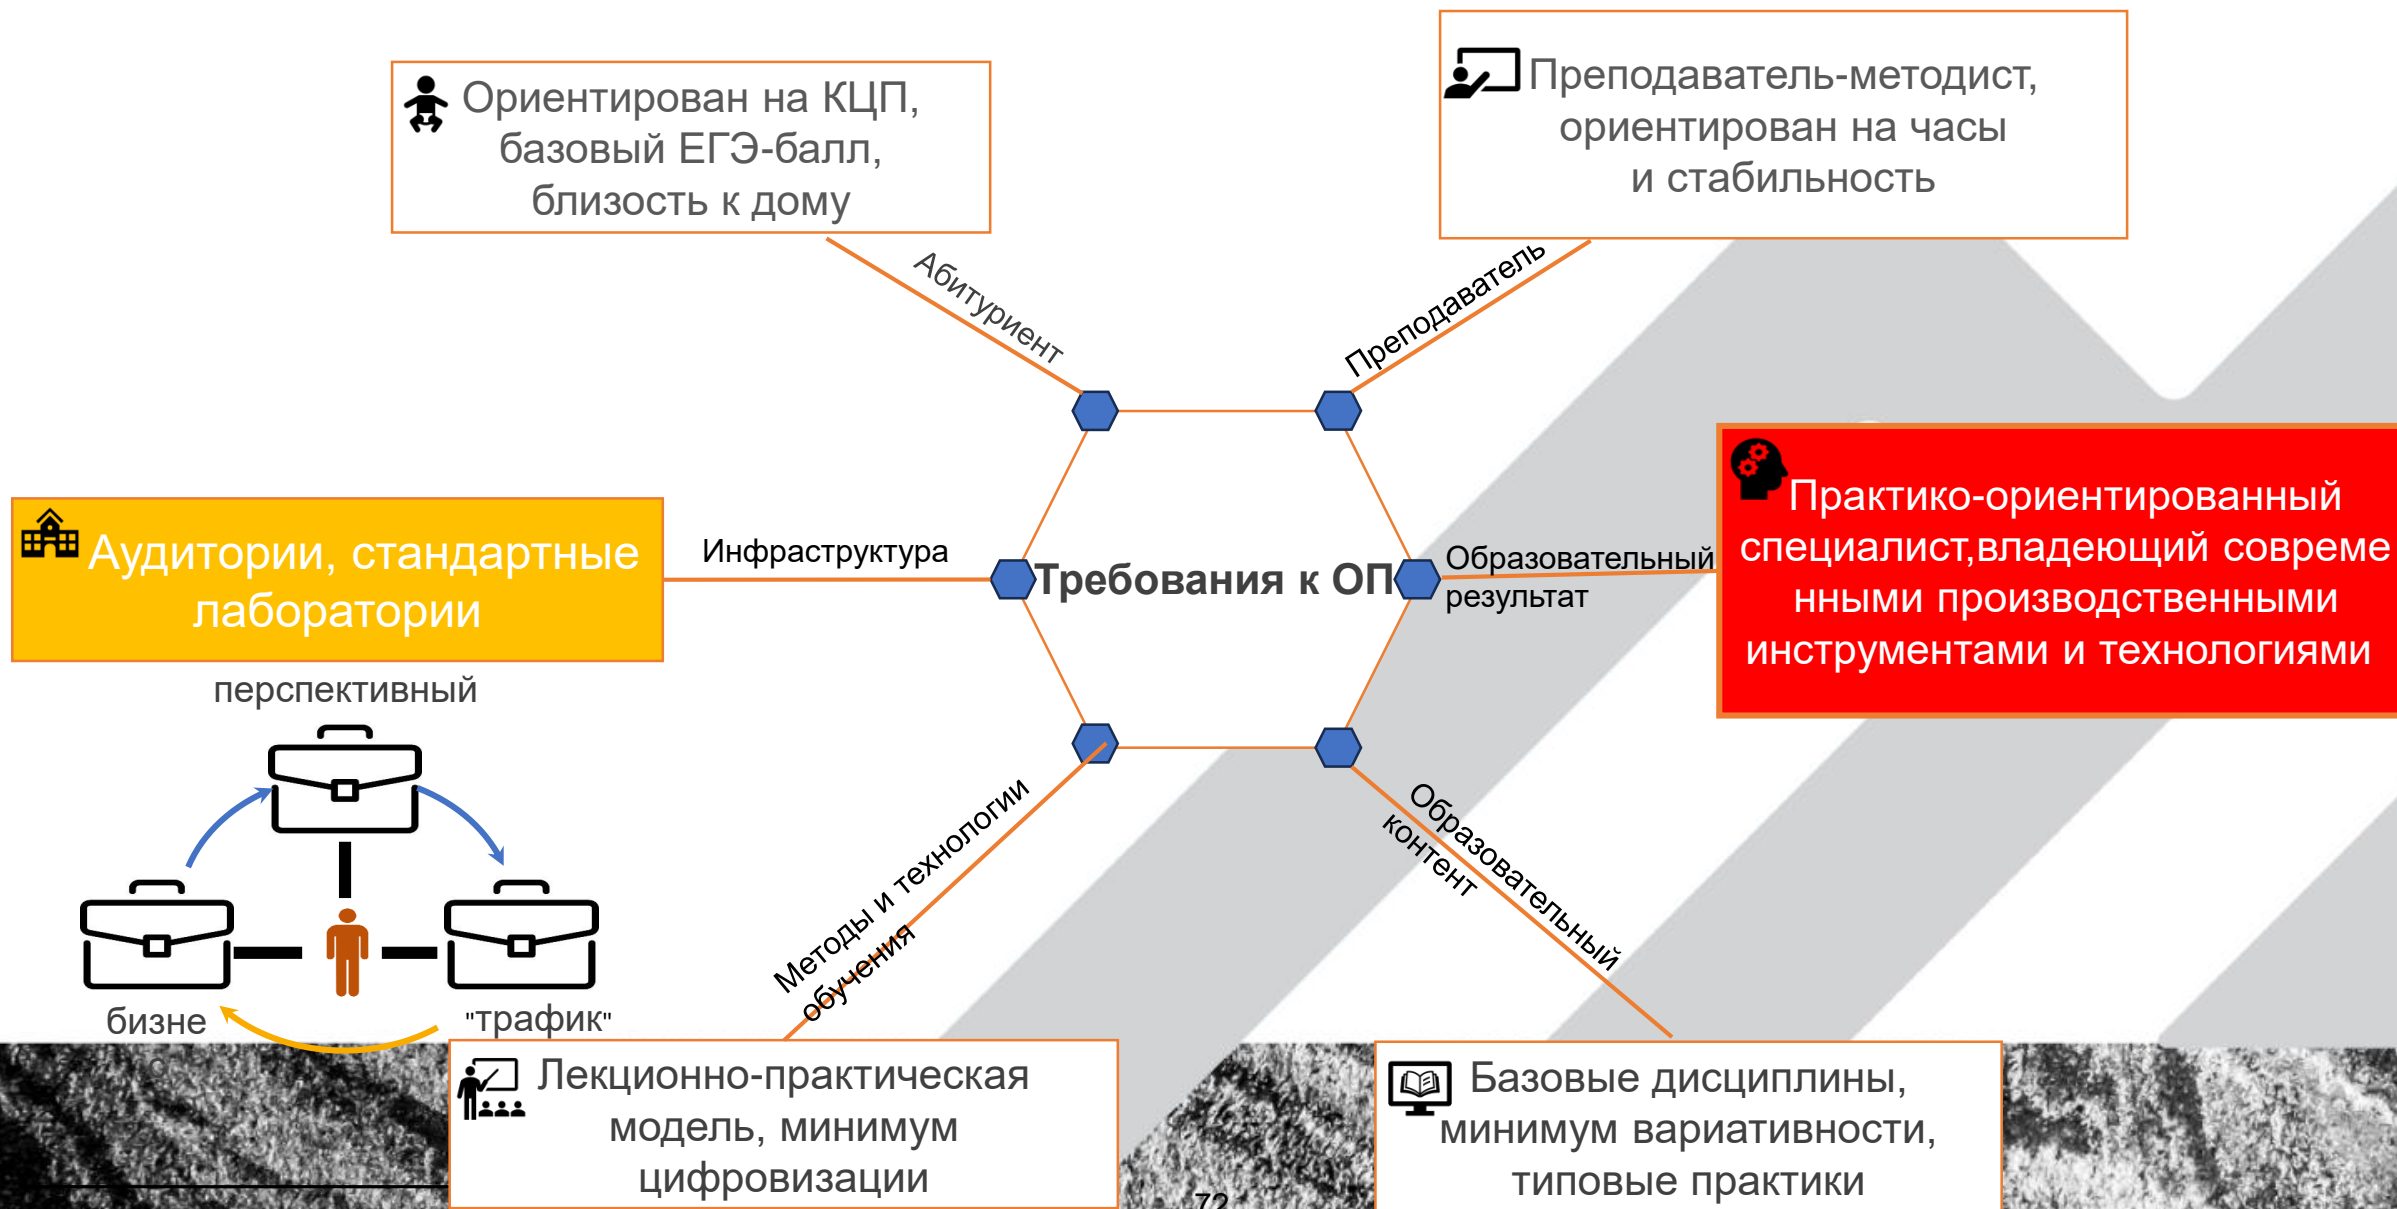 Ориентирован на КЦП,
базовый ЕГЭ-балл,
близость к дому
Преподаватель-методист,
ориентирован на часы
и стабильность
Абитуриент
Преподаватель
Аудитории, стандартные
лаборатории
Инфраструктура
Требования к ОП
Образовательный
результат
Практико-ориентированный
специалист,владеющий совреме
нными производственными
инструментами и технологиями
перспективный
бизне
"трафик"
Методы и технологии
обучения
Образовательный
контент
Лекционно-практическая
модель, минимум
цифровизации
Базовые дисциплины,
минимум вариативности,
типовые практики
72